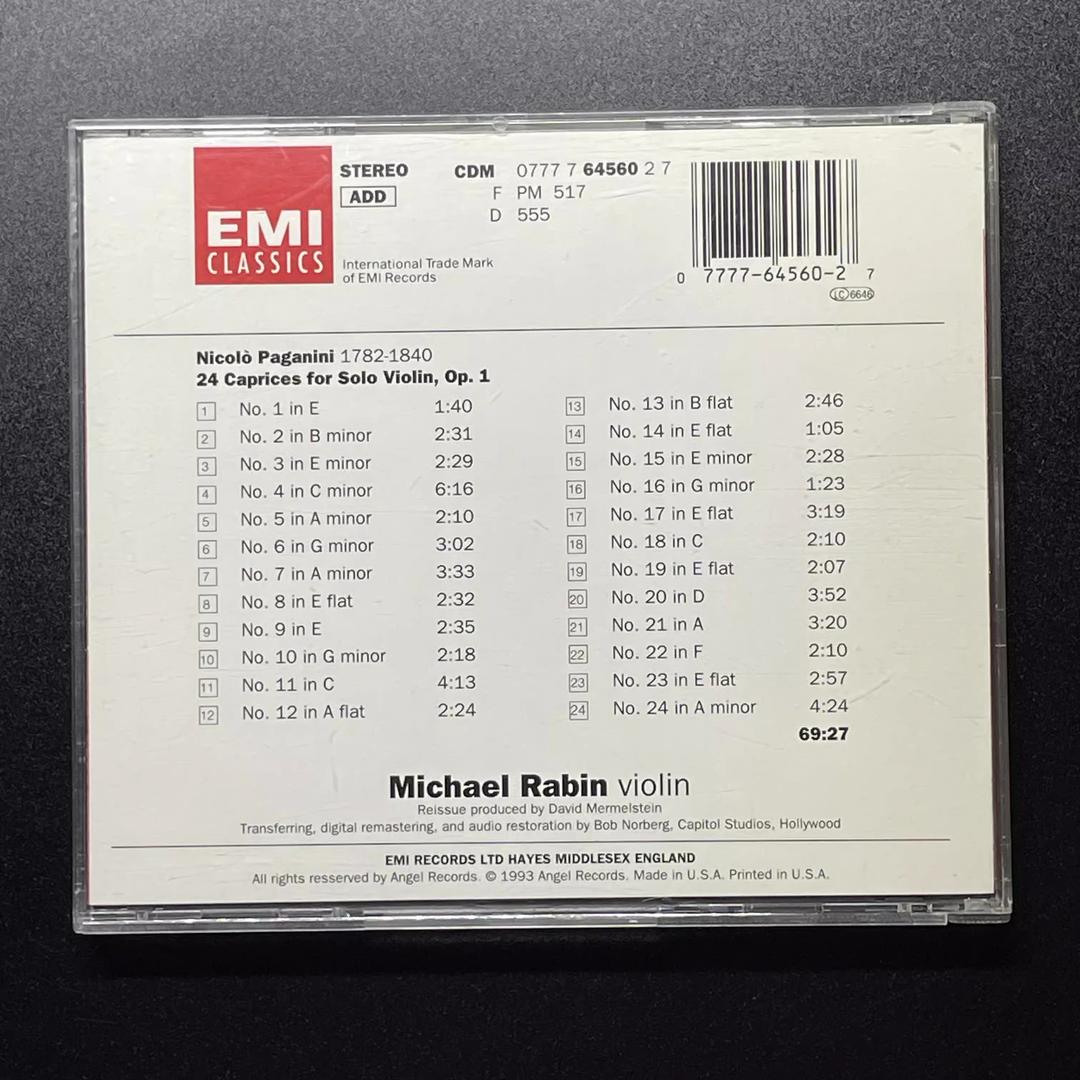 EMI
CLASSICS
STEREO
ADD
International Trade Mark
of EMI Records
CDM 0777 7 64560 2 7
F PM 517
D 555
0 7777-64560-2 7
LC 6646
Nicolò Paganini 1782-1840
24 Caprices for Solo Violin, Op. 1
1 No. 1 in E 1:40
2 No. 2 in B minor 2:31
3 No. 3 in E minor 2:29
4 No. 4 in C minor 6:16
5 No. 5 in A minor 2:10
6 No. 6 in G minor 3:02
7 No. 7 in A minor 3:33
8 No. 8 in E flat 2:32
9 No. 9 in E 2:35
10 No. 10 in G minor 2:18
11 No. 11 in C 4:13
12 No. 12 in A flat 2:24
13 No. 13 in B flat 2:46
14 No. 14 in E flat 1:05
15 No. 15 in E minor 2:28
16 No. 16 in G minor 1:23
17 No. 17 in E flat 3:19
18 No. 18 in C 2:10
19 No. 19 in E flat 2:07
20 No. 20 in D 3:52
21 No. 21 in A 3:20
22 No. 22 in F 2:10
23 No. 23 in E flat 2:57
24 No. 24 in A minor 4:24
69:27
Michael Rabin violin
Reissue produced by David Mermelstein
Transferring, digital remastering, and audio restoration by Bob Norberg, Capitol Studios, Hollywood
EMI RECORDS LTD HAYES MIDDLESEX ENGLAND
All rights resserved by Angel Records. © 1993 Angel Records. Made in U.S.A. Printed in U.S.A.